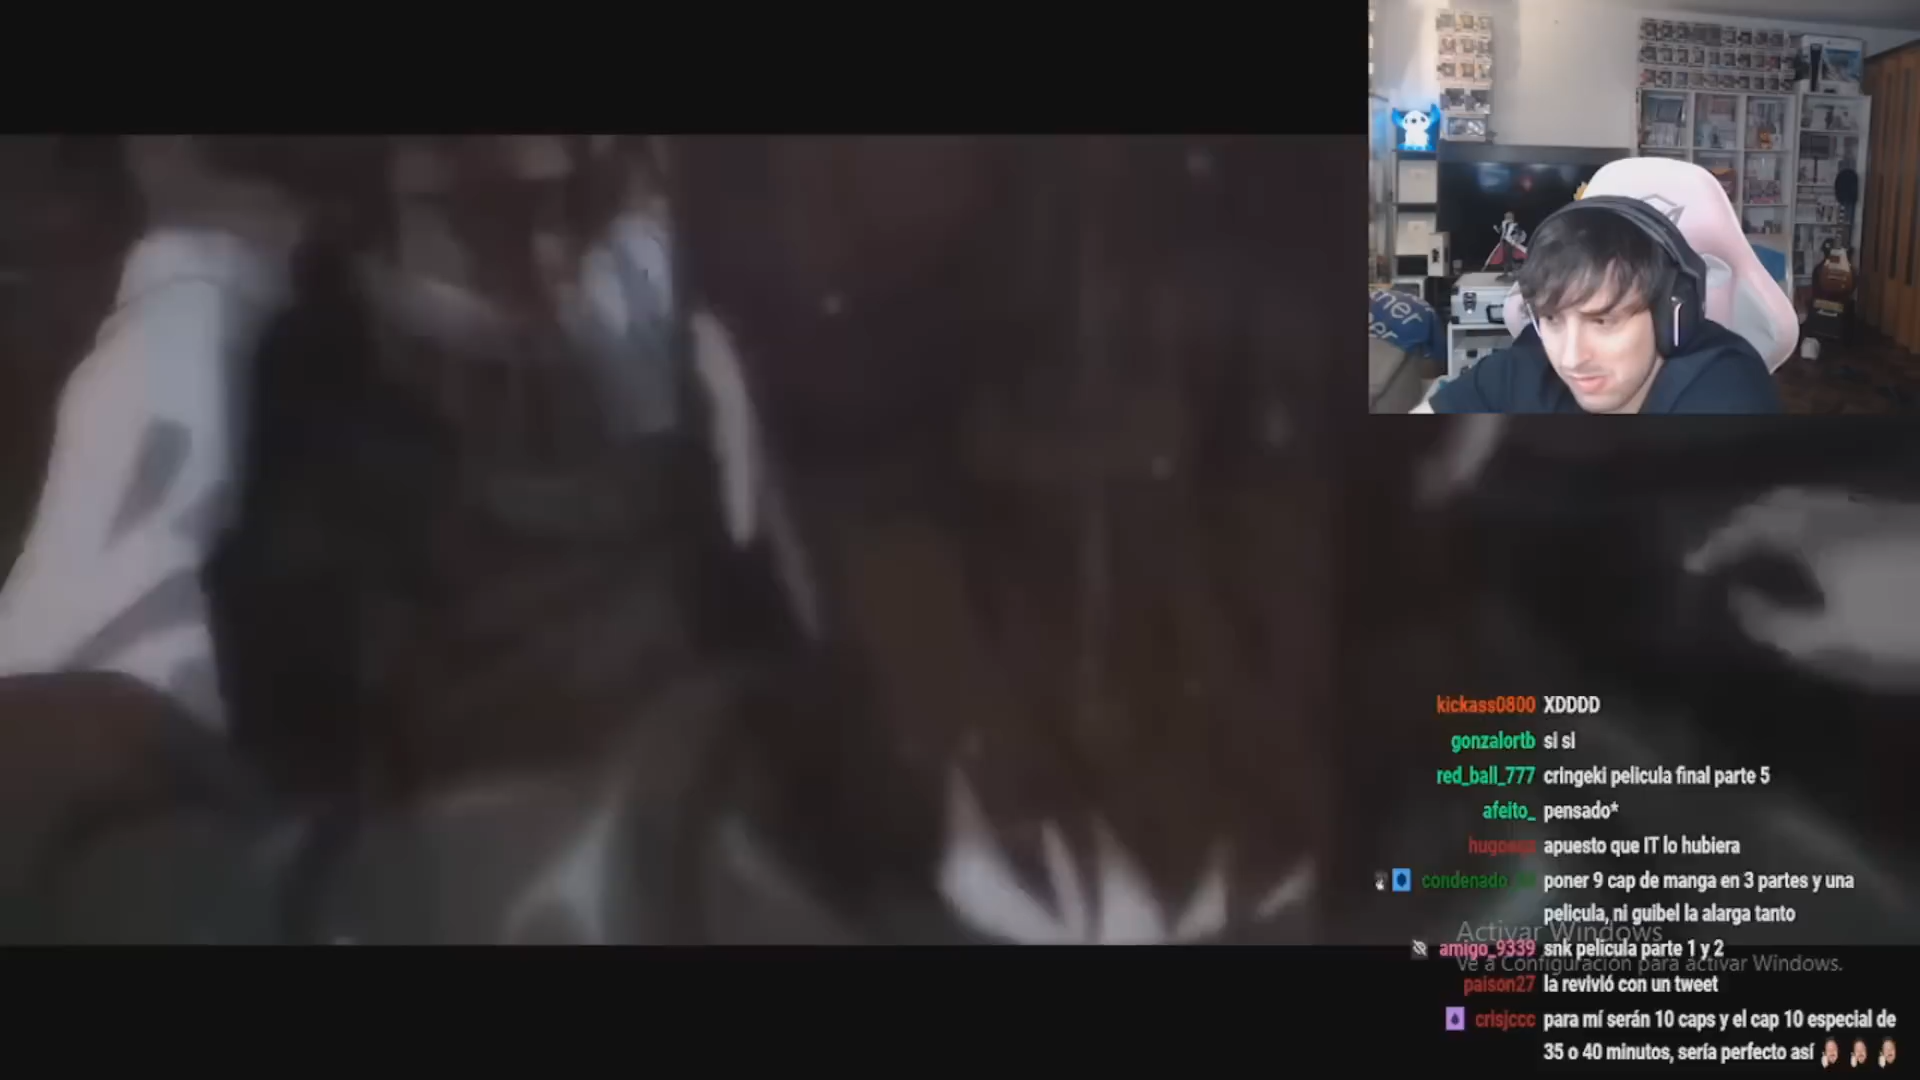 kickass0800 XDDDD
gonzalortb si si
red_ball_777 cringeki pelicula final parte 5
afeito_ pensado*
apuesto que IT lo hubiera
condenado poner 9 cap de manga en 3 partes y una
pelicula, ni guibel la alarga tanto
Activar Windows
amigo_9339 snk pelicula parte 1 y 2
Ve a Configuración para activar Windows.
paison27 la revivió con un tweet
crisjccc para mí serán 10 caps y el cap 10 especial de
35 o 40 minutos, sería perfecto así